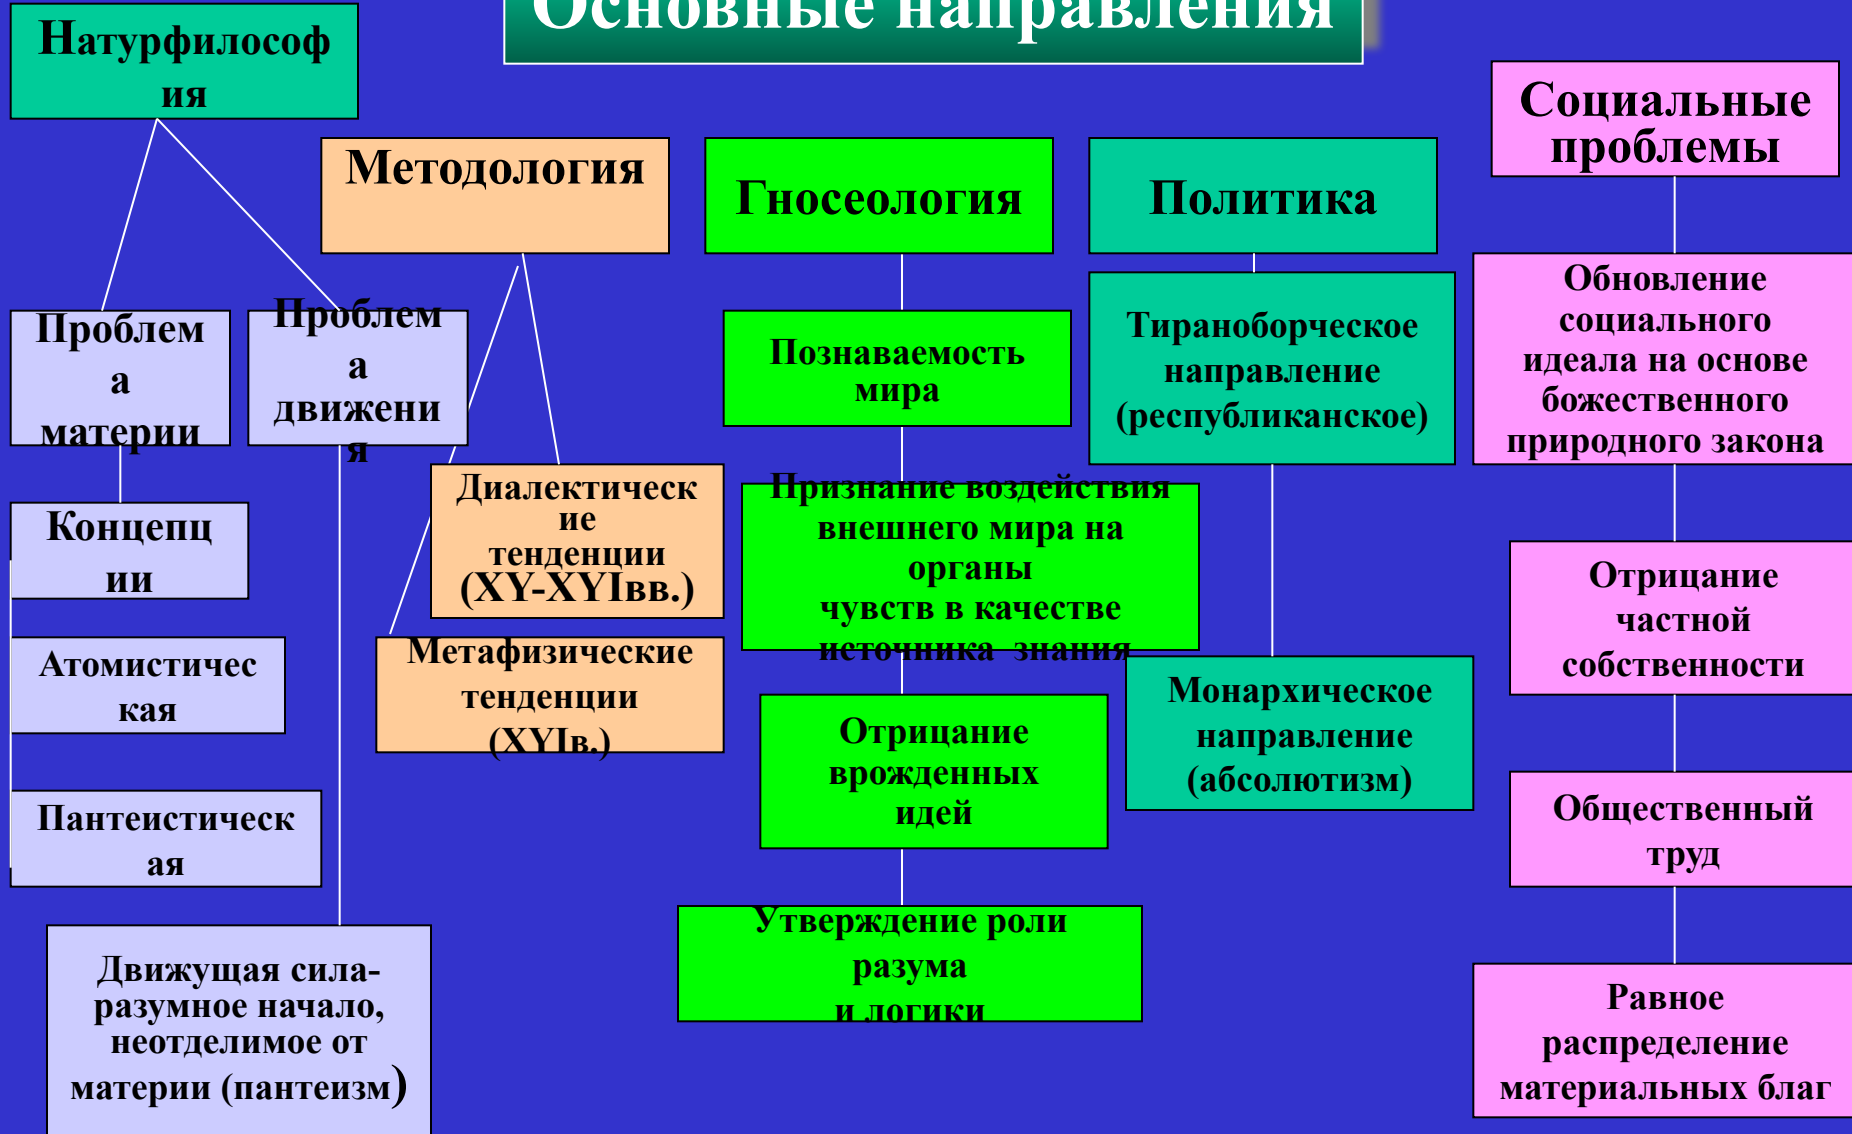 Основные направления
Натурфилософ
ия
Методология
Гносеология
Политика
Социальные
проблемы
Проблем
а
материи
Проблем
а
движени
я
Концепц
ии
Атомистичес
кая
Пантеистическ
ая
Движущая сила-
разумное начало,
неотделимое от
материи (пантеизм)
Диалектическ
ие
тенденции
(XY-XYIвв.)
Метафизические
тенденции
(XYIв.)
Познаваемость
мира
Признание воздействия
внешнего мира на
органы
чувств в качестве
источника знания
Отрицание
врожденных
идей
Утверждение роли
разума
и логики
Тираноборческое
направление
(республиканское)
Монархическое
направление
(абсолютизм)
Обновление
социального
идеала на основе
божественного
природного закона
Отрицание
частной
собственности
Общественный
труд
Равное
распределение
материальных благ